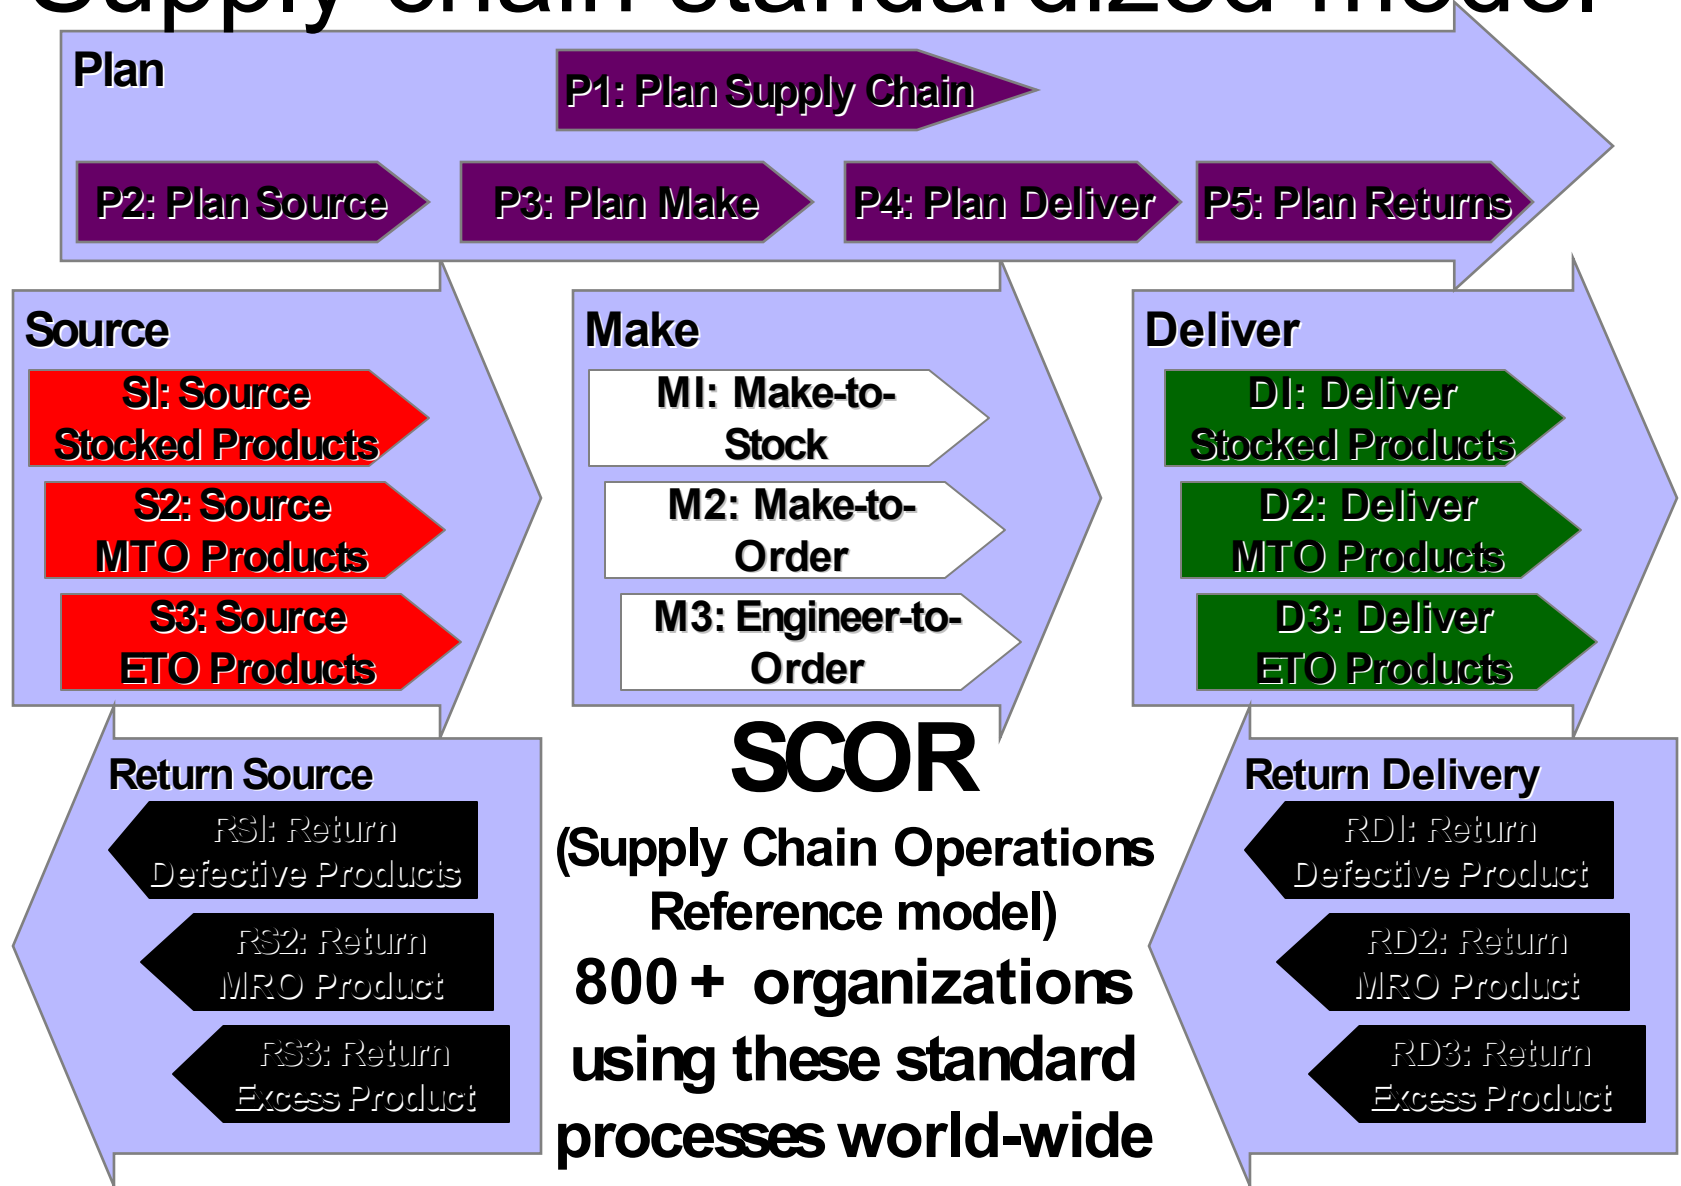 Supply chain standardized model
Plan
P1: Plan Supply Chain
P2: Plan Source
P3: Plan Make
P4: Plan Deliver
P5: Plan Returns
Source
SI: Source
Stocked Products
S2: Source
MTO Products
S3: Source
ETO Products
Make
MI: Make-to-
Stock
M2: Make-to-
Order
M3: Engineer-to-
Order
Deliver
DI: Deliver
Stocked Products
D2: Deliver
MTO Products
D3: Deliver
ETO Products
Return Source
RSI: Return
Defective Products
RS2: Return
MRO Product
RS3: Return
Excess Product
SCOR
(Supply Chain Operations
Reference model)
800 + organizations
using these standard
processes world-wide
Return Delivery
RDI: Return
Defective Product
RD2: Return
MRO Product
RD3: Return
Excess Product